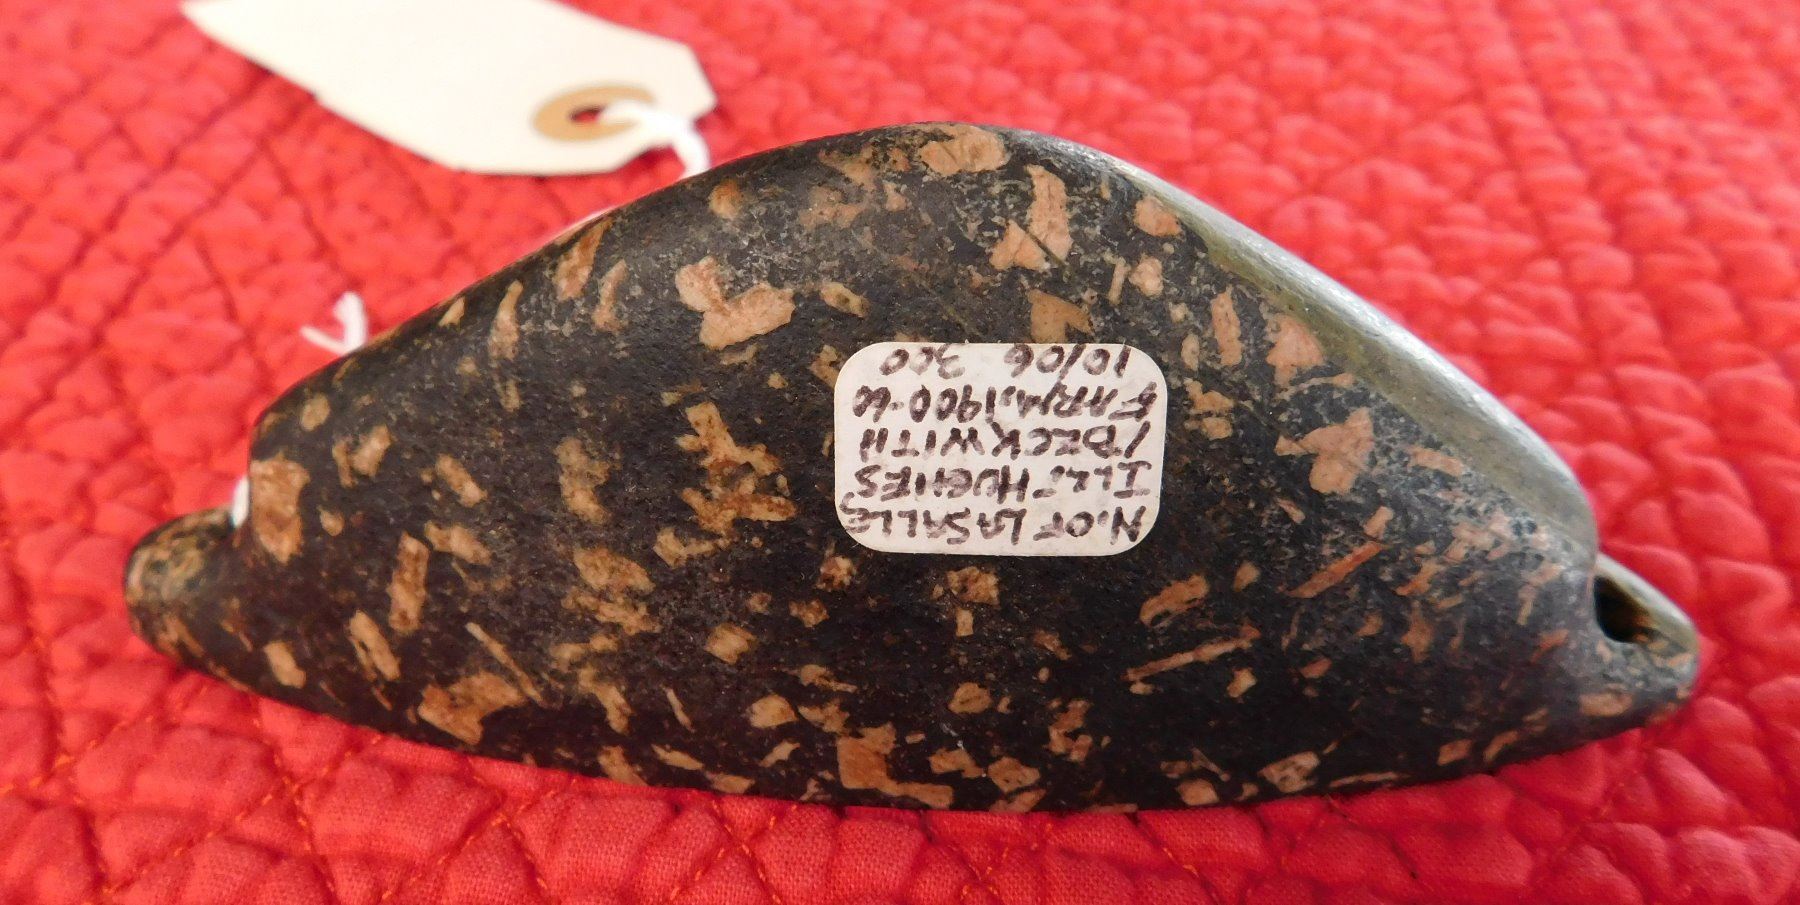 N. OF LASALLE
ILL. HUGHES
/BECKWITH
FARM. 1900-60
10/06 300